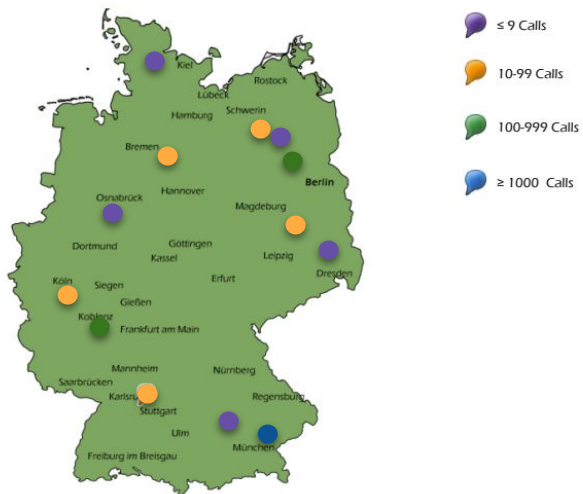 ≤ 9 Calls
10-99 Calls
100-999 Calls
≥ 1000 Calls
Kiel
Rostock
Lübeck
Schwerin
Hamburg
Bremen
Berlin
Hannover
Osnabrück
Magdeburg
Dortmund
Göttingen
Kassel
Leipzig
Dresden
Erfurt
Köln
Siegen
Gießen
Koblenz
Frankfurt am Main
Mannheim
Nürnberg
Saarbrücken
Karlsru
Regensburg
Stuttgart
Ulm
München
Freiburg im Breisgau